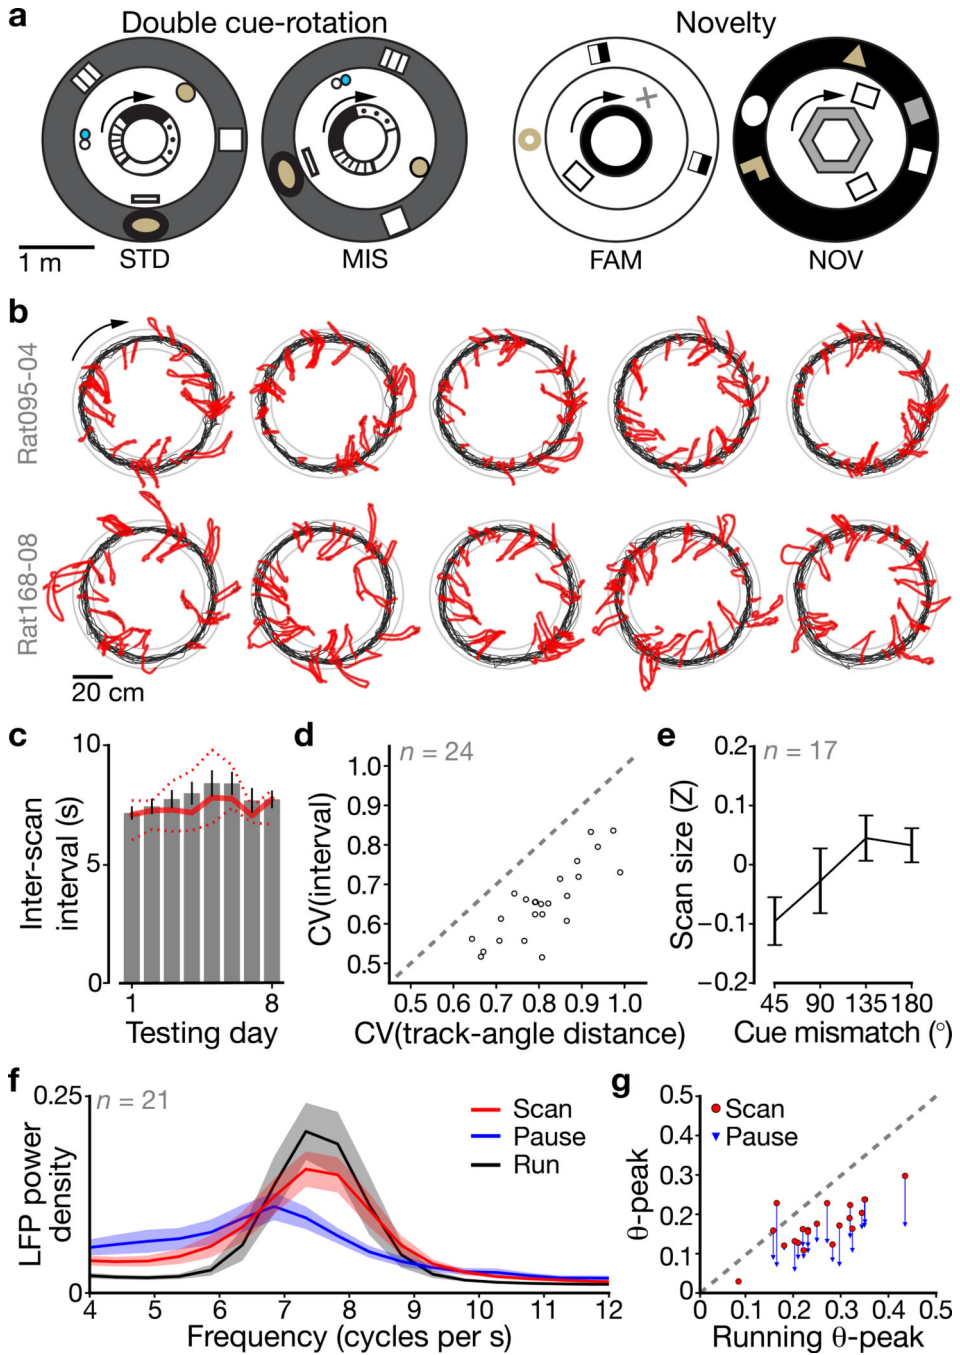 a
Double cue-rotation
Novelty
1 m
STD
MIS
FAM
NOV
b
Rat095-04
Rat168-08
20 cm
c
10
5
0
Inter-scan
interval (s)
1
8
Testing day
d
n = 24
1.0
0.9
0.8
0.7
0.6
0.5
CV(interval)
0.5 0.6 0.7 0.8 0.9 1.0
CV(track-angle distance)
e
n = 17
0.2
0.1
0
−0.1
−0.2
Scan size (Z)
45 90 135 180
Cue mismatch (°)
f
n = 21
0.25
0
LFP power
density
Scan
Pause
Run
4 5 6 7 8 9 10 11 12
Frequency (cycles per s)
g
0.5
0.4
0.3
0.2
0.1
0
θ-peak
Scan
Pause
0 0.1 0.2 0.3 0.4 0.5
Running θ-peak